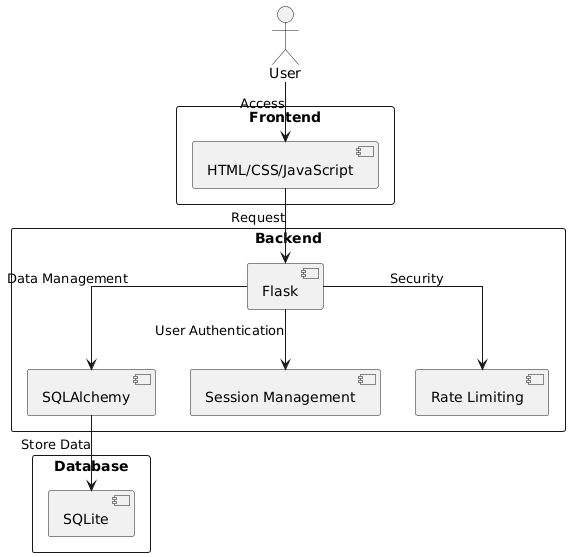 User
Access
Frontend
HTML/CSS/JavaScript
Request
Backend
Flask
Data Management
Security
User Authentication
SQLAlchemy
Session Management
Rate Limiting
Store Data
Database
SQLite